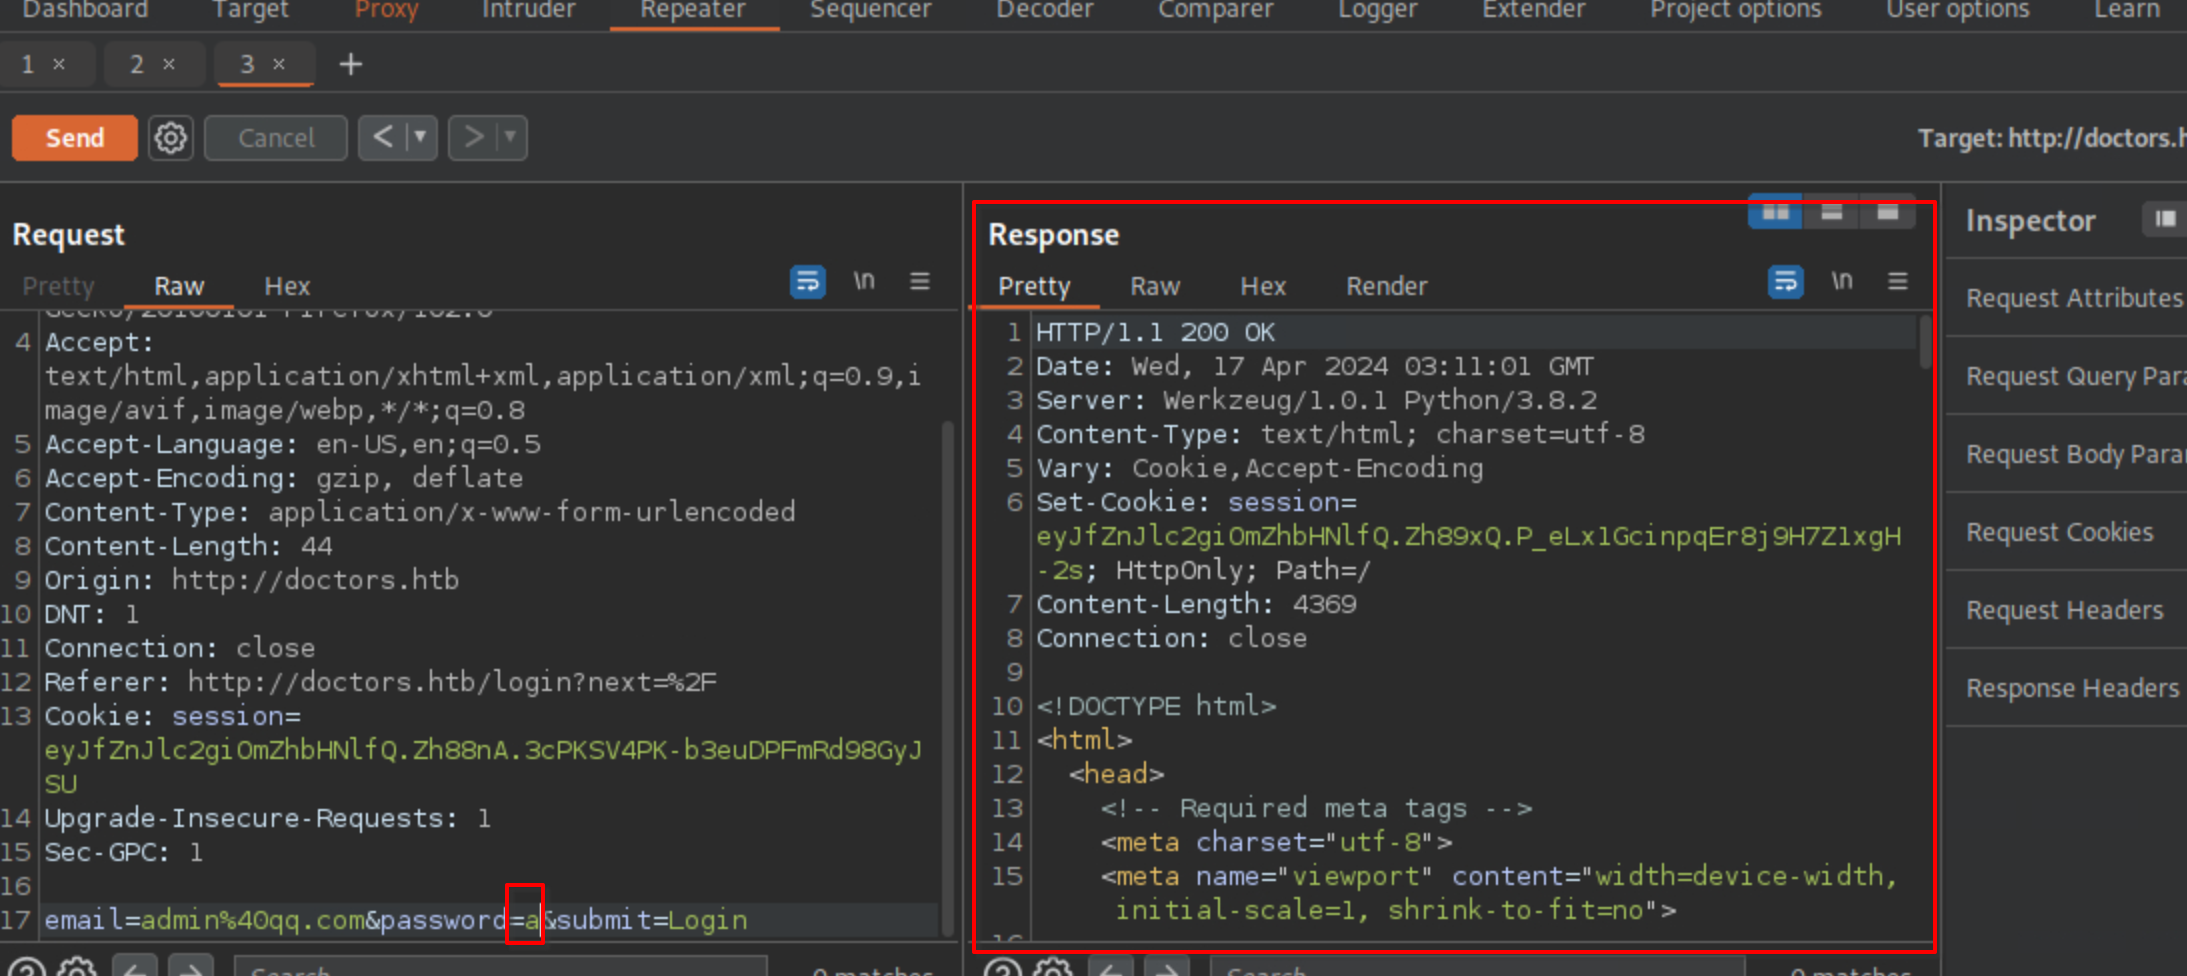 Dashboard Target Proxy Intruder Repeater Sequencer Decoder Comparer Logger Extender Project options User options Learn
1 × 2 × 3 × +
Send Cancel < >
Target: http://doctors.h
Request
Pretty Raw Hex \n
4 Accept:
text/html,application/xhtml+xml,application/xml;q=0.9,i
mage/avif,image/webp,*/*;q=0.8
5 Accept-Language: en-US,en;q=0.5
6 Accept-Encoding: gzip, deflate
7 Content-Type: application/x-www-form-urlencoded
8 Content-Length: 44
9 Origin: http://doctors.htb
10 DNT: 1
11 Connection: close
12 Referer: http://doctors.htb/login?next=%2F
13 Cookie: session=
eyJfZnJlc2giOmZhbHNlfQ.Zh88nA.3cPKSV4PK-b3euDPFmRd98GyJ
SU
14 Upgrade-Insecure-Requests: 1
15 Sec-GPC: 1
16
17 email=admin%40qq.com&password=a&submit=Login
Search... 0 matches
Response
Pretty Raw Hex Render \n
1 HTTP/1.1 200 OK
2 Date: Wed, 17 Apr 2024 03:11:01 GMT
3 Server: Werkzeug/1.0.1 Python/3.8.2
4 Content-Type: text/html; charset=utf-8
5 Vary: Cookie,Accept-Encoding
6 Set-Cookie: session=
eyJfZnJlc2giOmZhbHNlfQ.Zh89xQ.P_eLx1GcinpqEr8j9H7Z1xgH
-2s; HttpOnly; Path=/
7 Content-Length: 4369
8 Connection: close
9
10 <!DOCTYPE html>
11 <html>
12 <head>
13 <!-- Required meta tags -->
14 <meta charset="utf-8">
15 <meta name="viewport" content="width=device-width,
initial-scale=1, shrink-to-fit=no">
16
Search... 0 matches
Inspector
Request Attributes
Request Query Para
Request Body Para
Request Cookies
Request Headers
Response Headers